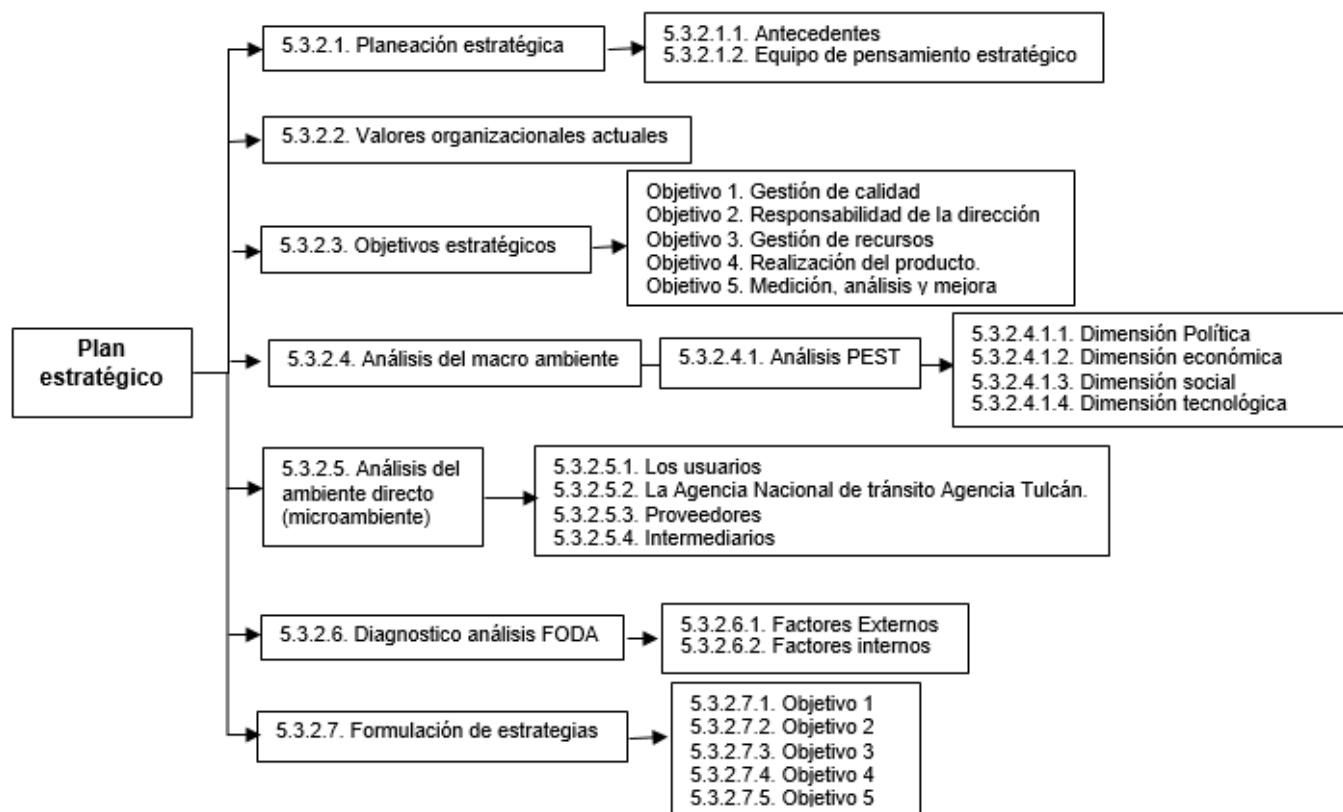 5.3.2.1. Planeación estratégica
5.3.2.1.1. Antecedentes
5.3.2.1.2. Equipo de pensamiento estratégico
5.3.2.2. Valores organizacionales actuales
5.3.2.3. Objetivos estratégicos
Objetivo 1. Gestión de calidad
Objetivo 2. Responsabilidad de la dirección
Objetivo 3. Gestión de recursos
Objetivo 4. Realización del producto.
Objetivo 5. Medición, análisis y mejora
Plan
estratégico
5.3.2.4. Análisis del macro ambiente
5.3.2.4.1. Análisis PEST
5.3.2.4.1.1. Dimensión Política
5.3.2.4.1.2. Dimensión económica
5.3.2.4.1.3. Dimensión social
5.3.2.4.1.4. Dimensión tecnológica
5.3.2.5. Análisis del
ambiente directo
(microambiente)
5.3.2.5.1. Los usuarios
5.3.2.5.2. La Agencia Nacional de tránsito Agencia Tulcán.
5.3.2.5.3. Proveedores
5.3.2.5.4. Intermediarios
5.3.2.6. Diagnostico análisis FODA
5.3.2.6.1. Factores Externos
5.3.2.6.2. Factores internos
5.3.2.7. Formulación de estrategias
5.3.2.7.1. Objetivo 1
5.3.2.7.2. Objetivo 2
5.3.2.7.3. Objetivo 3
5.3.2.7.4. Objetivo 4
5.3.2.7.5. Objetivo 5